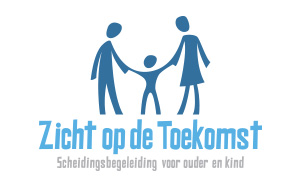 Zicht op de Toekomst
Scheidingsbegeleiding voor ouder en kind